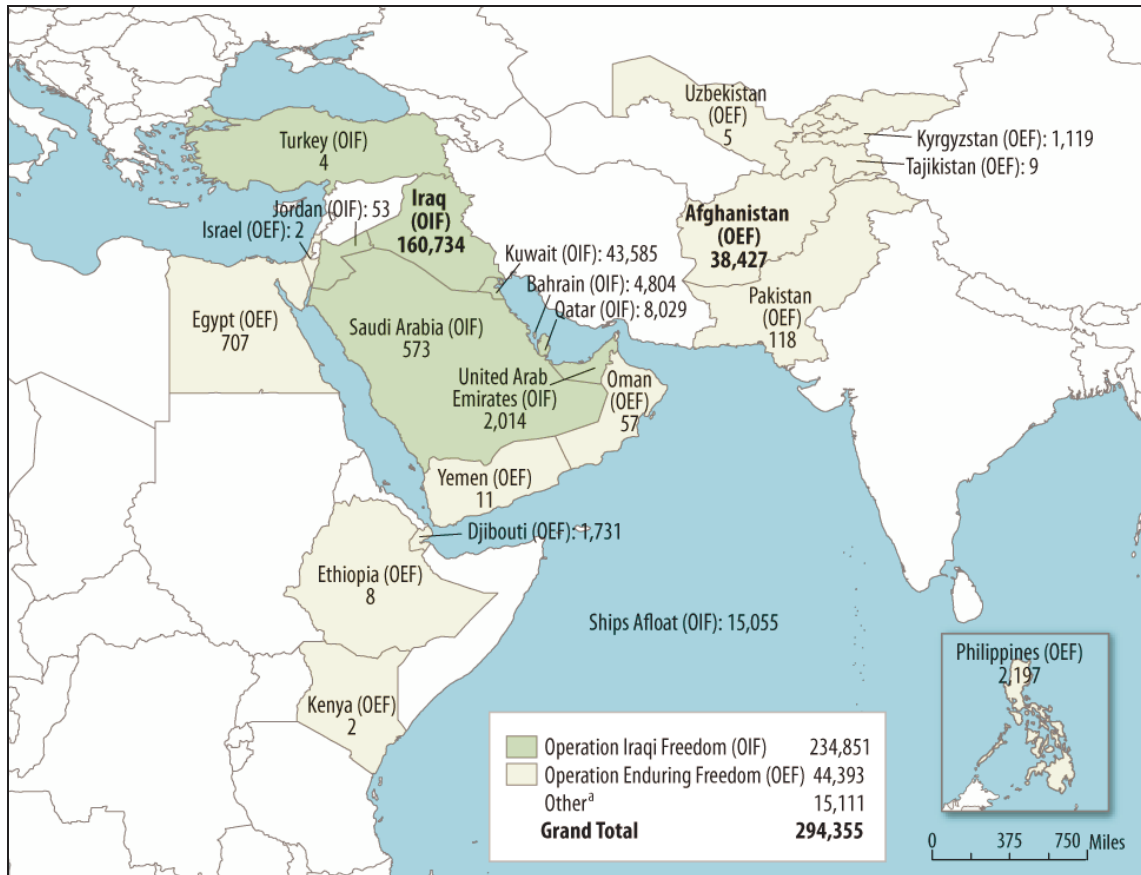 Uzbekistan
(OEF)
5
Kyrgyzstan (OEF): 1,119
Tajikistan (OEF): 9
Turkey (OIF)
4
Jordan (OIF): 53
Israel (OEF): 2
Iraq
(OIF)
160,734
Afghanistan
(OEF)
38,427
Kuwait (OIF): 43,585
Bahrain (OIF): 4,804
Qatar (OIF): 8,029
Pakistan
(OEF)
118
Egypt (OEF)
707
Saudi Arabia (OIF)
573
United Arab
Emirates (OIF)
2,014
Oman
(OEF)
57
Yemen (OEF)
11
Djibouti (OEF): 1,731
Ethiopia (OEF)
8
Ships Afloat (OIF): 15,055
Kenya (OEF)
2
Philippines (OEF)
2,197
Operation Iraqi Freedom (OIF) 234,851
Operation Enduring Freedom (OEF) 44,393
Other^a 15,111
Grand Total 294,355
0 375 750 Miles